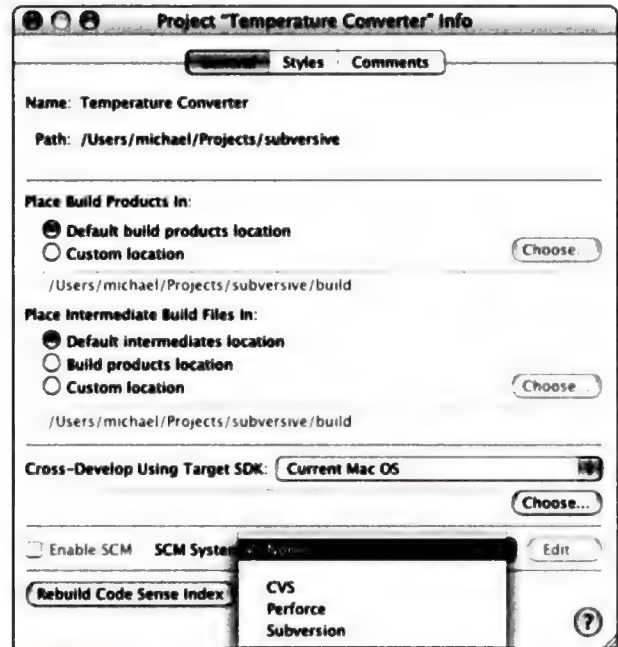 Project "Temperature Converter" Info
General Styles Comments
Name: Temperature Converter
Path: /Users/michael/Projects/subversive
Place Build Products In:
Default build products location
Custom location
Choose...
/Users/michael/Projects/subversive/build
Place Intermediate Build Files In:
Default intermediates location
Build products location
Custom location
Choose...
/Users/michael/Projects/subversive/build
Cross-Develop Using Target SDK: Current Mac OS
Choose...
Enable SCM SCM System None Edit
Rebuild Code Sense Index
CVS
Perforce
Subversion
?